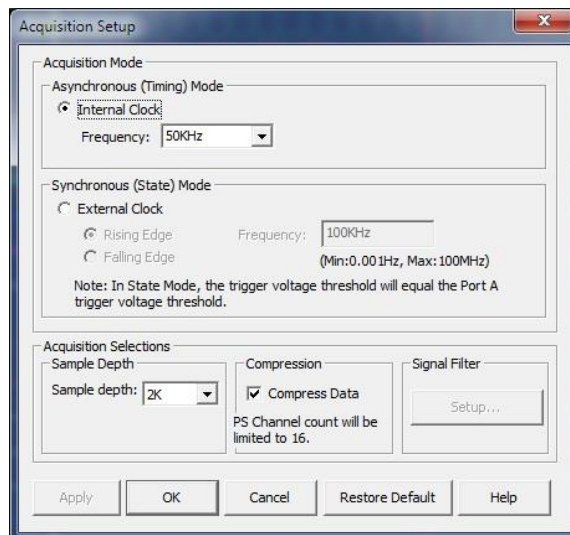 Acquisition Setup
Acquisition Mode
Asynchronous (Timing) Mode
Internal Clock
Frequency: 50KHz
Synchronous (State) Mode
External Clock
Rising Edge Frequency: 100KHz
Falling Edge (Min:0.001Hz, Max:100MHz)
Note: In State Mode, the trigger voltage threshold will equal the Port A
trigger voltage threshold.
Acquisition Selections
Sample Depth
Sample depth: 2K
Compression
Compress Data
PS Channel count will be
limited to 16.
Signal Filter
Setup...
Apply OK Cancel Restore Default Help